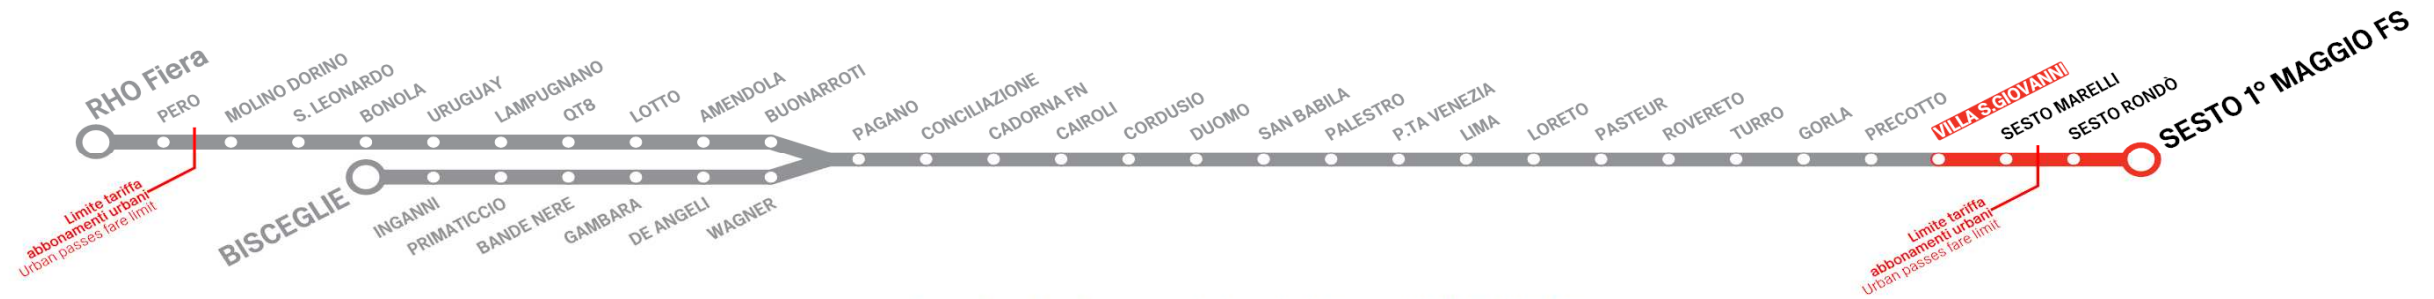 RHO Fiera
PERO
MOLINO DORINO
S. LEONARDO
BONOLA
URUGUAY
LAMPUGNANO
QT8
LOTTO
AMENDOLA
BUONARROTI
PAGANO
CONCILIAZIONE
CADORNA FN
CAIROLI
CORDUSIO
DUOMO
SAN BABILA
PALESTRO
P.TA VENEZIA
LIMA
LORETO
PASTEUR
ROVERETO
TURRO
GORLA
PRECOTTO
VILLA S.GIOVANNI
SESTO MARELLI
SESTO RONDÒ
SESTO 1° MAGGIO FS
Limite tariffa
abbonamenti urbani
Urban passes fare limit
BISCEGLIE
INGANNI
PRIMATICCIO
BANDE NERE
GAMBARA
DE ANGELI
WAGNER
Limite tariffa
abbonamenti urbani
Urban passes fare limit